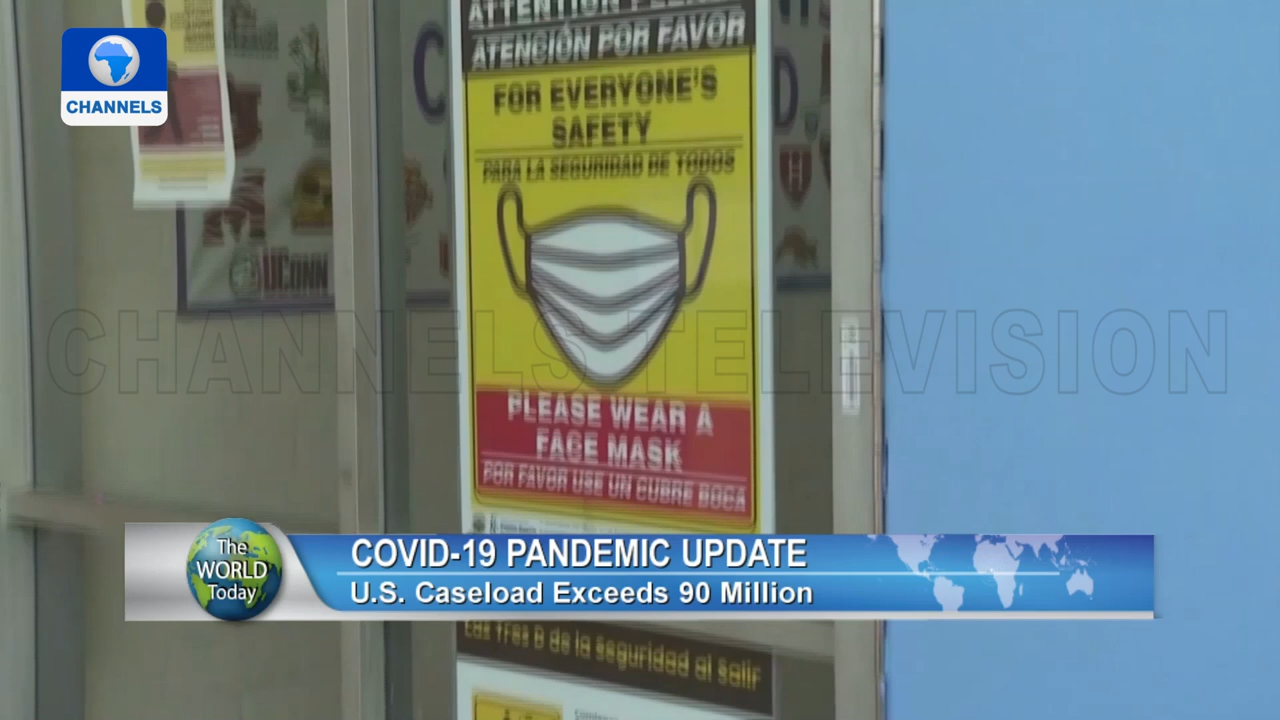 CHANNELS
ATENCIÓN POR FAVOR
FOR EVERYONE'S
SAFETY
PARA LA SEGURIDAD DE TODOS
UCONN
CHANNELS TELEVISION
PLEASE WEAR A
FACE MASK
POR FAVOR USE UN CUBRE BOCA
The
WORLD
Today
COVID-19 PANDEMIC UPDATE
U.S. Caseload Exceeds 90 Million
Las Tres B de la seguridad al salir